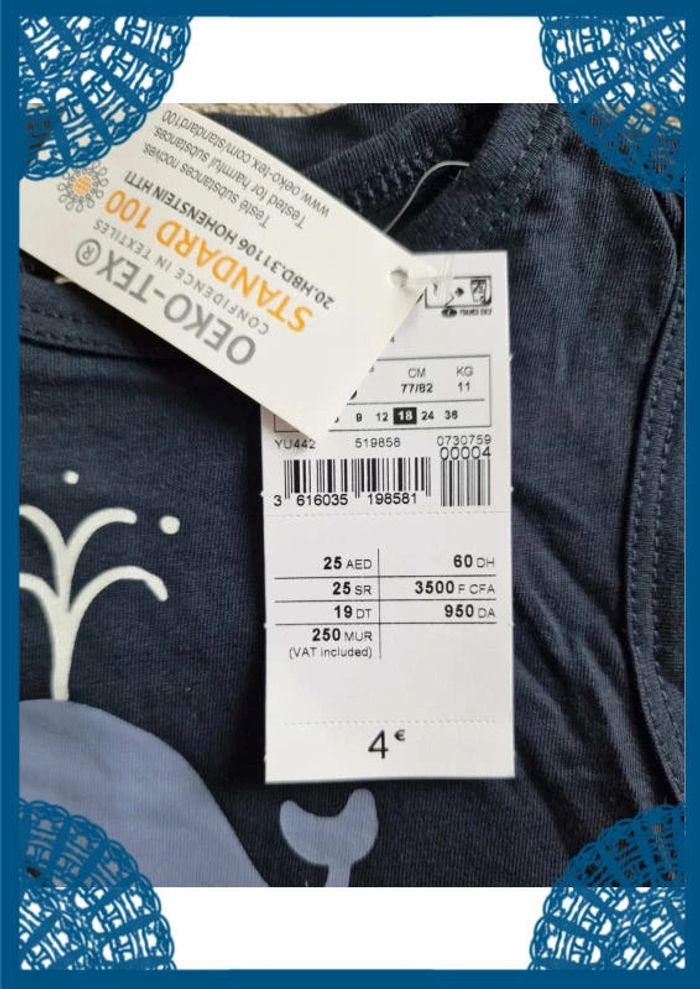 OEKO-TEX®
CONFIDENCE IN TEXTILES
STANDARD 100
20.HBD.31106 HOHENSTEIN HTTI
Testé substances nocives.
Tested for harmful substances.
www.oeko-tex.com/standard100
CM KG
77/82 11
9 12 18 24 36
YU442 519858 0730759
00004
3 616035 198581
25 AED 60 DH
25 SR 3500 F CFA
19 DT 950 DA
250 MUR
(VAT included)
4€